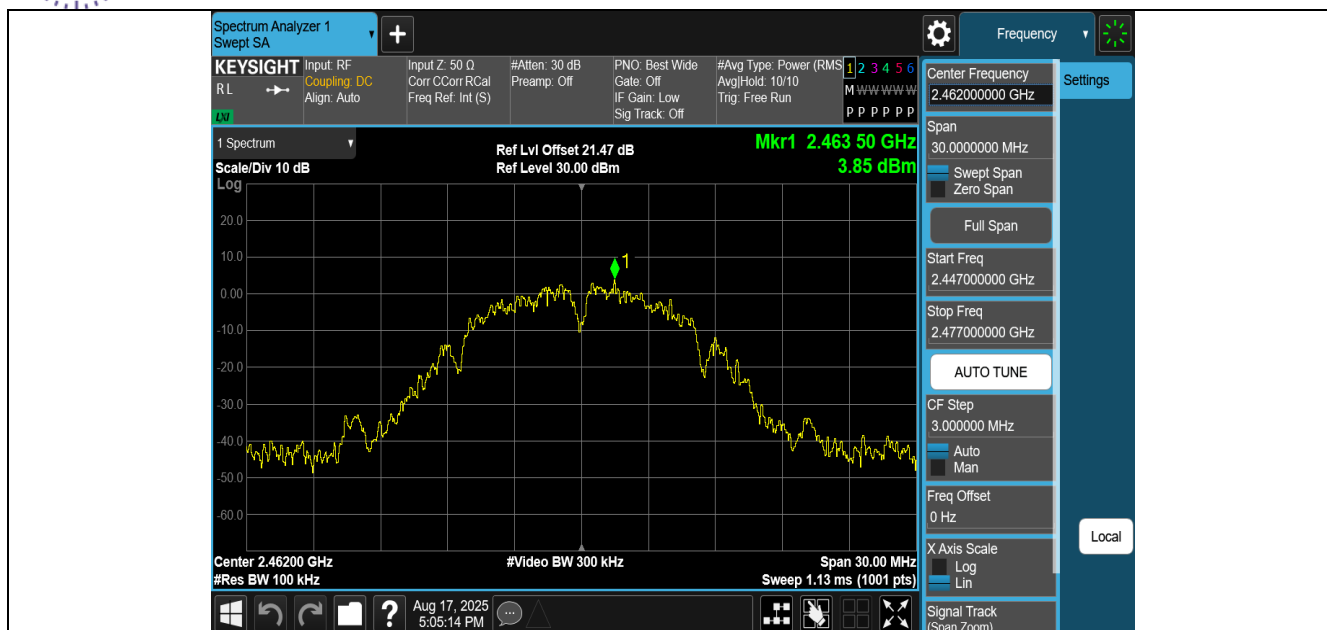 Spectrum Analyzer 1
Swept SA
+
Frequency
KEYSIGHT
R L
LXI
Input: RF
Coupling: DC
Align: Auto
Input Z: 50 Ω
Corr CCorr RCal
Freq Ref: Int (S)
#Atten: 30 dB
Preamp: Off
PNO: Best Wide
Gate: Off
IF Gain: Low
Sig Track: Off
#Avg Type: Power (RMS
Avg|Hold: 10/10
Trig: Free Run
1 2 3 4 5 6
M W W W W W
P P P P P P
1 Spectrum
Scale/Div 10 dB
Ref Lvl Offset 21.47 dB
Ref Level 30.00 dBm
Mkr1 2.463 50 GHz
3.85 dBm
Log
20.0
10.0
0.00
-10.0
-20.0
-30.0
-40.0
-50.0
-60.0
1
Center 2.46200 GHz
#Video BW 300 kHz
Span 30.00 MHz
#Res BW 100 kHz
Sweep 1.13 ms (1001 pts)
?
Aug 17, 2025
5:05:14 PM
Center Frequency
2.462000000 GHz
Settings
Span
30.0000000 MHz
Swept Span
Zero Span
Full Span
Start Freq
2.447000000 GHz
Stop Freq
2.477000000 GHz
AUTO TUNE
CF Step
3.000000 MHz
Auto
Man
Freq Offset
0 Hz
Local
X Axis Scale
Log
Lin
Signal Track
(Span Zoom)